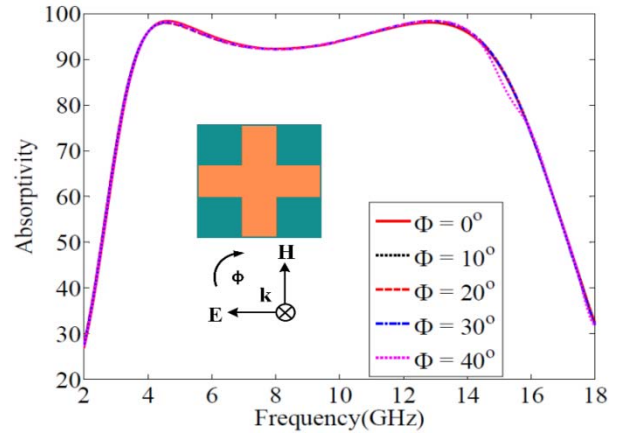 100
90
80
70
60
50
40
30
20
Absorptivity
ϕ
H
k
E
Φ = 0°
Φ = 10°
Φ = 20°
Φ = 30°
Φ = 40°
2 4 6 8 10 12 14 16 18
Frequency(GHz)